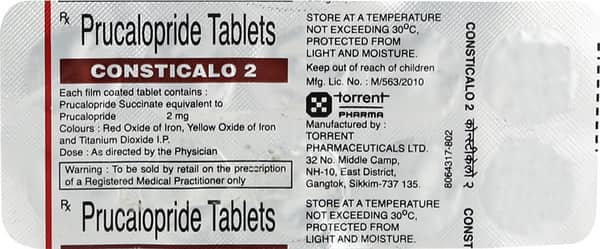 Rx Prucalopride Tablets
CONSTICALO 2
Each film coated tablet contains :
Prucalopride Succinate equivalent to
Prucalopride 2 mg
Colours : Red Oxide of Iron, Yellow Oxide of Iron
and Titanium Dioxide I.P.
Dose : As directed by the Physician
Warning : To be sold by retail on the prescription
of a Registered Medical Practitioner only
Rx Prucalopride Tablets
STORE AT A TEMPERATURE
NOT EXCEEDING 30°C,
PROTECTED FROM
LIGHT AND MOISTURE.
Keep out of reach of children
Mfg. Lic. No. : M/563/2010
torrent
PHARMA
Manufactured by :
TORRENT
PHARMACEUTICALS LTD.
32 No. Middle Camp,
NH-10, East District,
Gangtok, Sikkim-737 135.
STORE AT A TEMPERATURE
NOT EXCEEDING 30°C,
PROTECTED FROM
LIGHT AND MOISTURE.
8064317-802
CONSTICALO 2 कोन्स्टीकेलो २ CONST